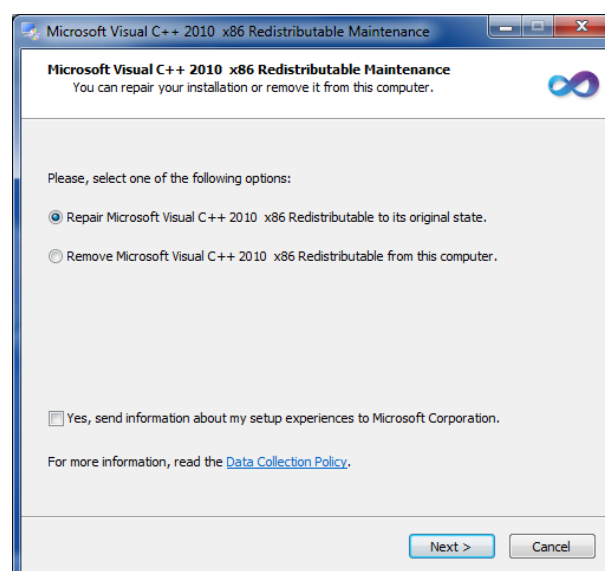 Microsoft Visual C++ 2010  x86 Redistributable Maintenance
Microsoft Visual C++ 2010  x86 Redistributable Maintenance
You can repair your installation or remove it from this computer.
Please, select one of the following options:
Repair Microsoft Visual C++ 2010  x86 Redistributable to its original state.
Remove Microsoft Visual C++ 2010  x86 Redistributable from this computer.
Yes, send information about my setup experiences to Microsoft Corporation.
For more information, read the Data Collection Policy.
Next > Cancel